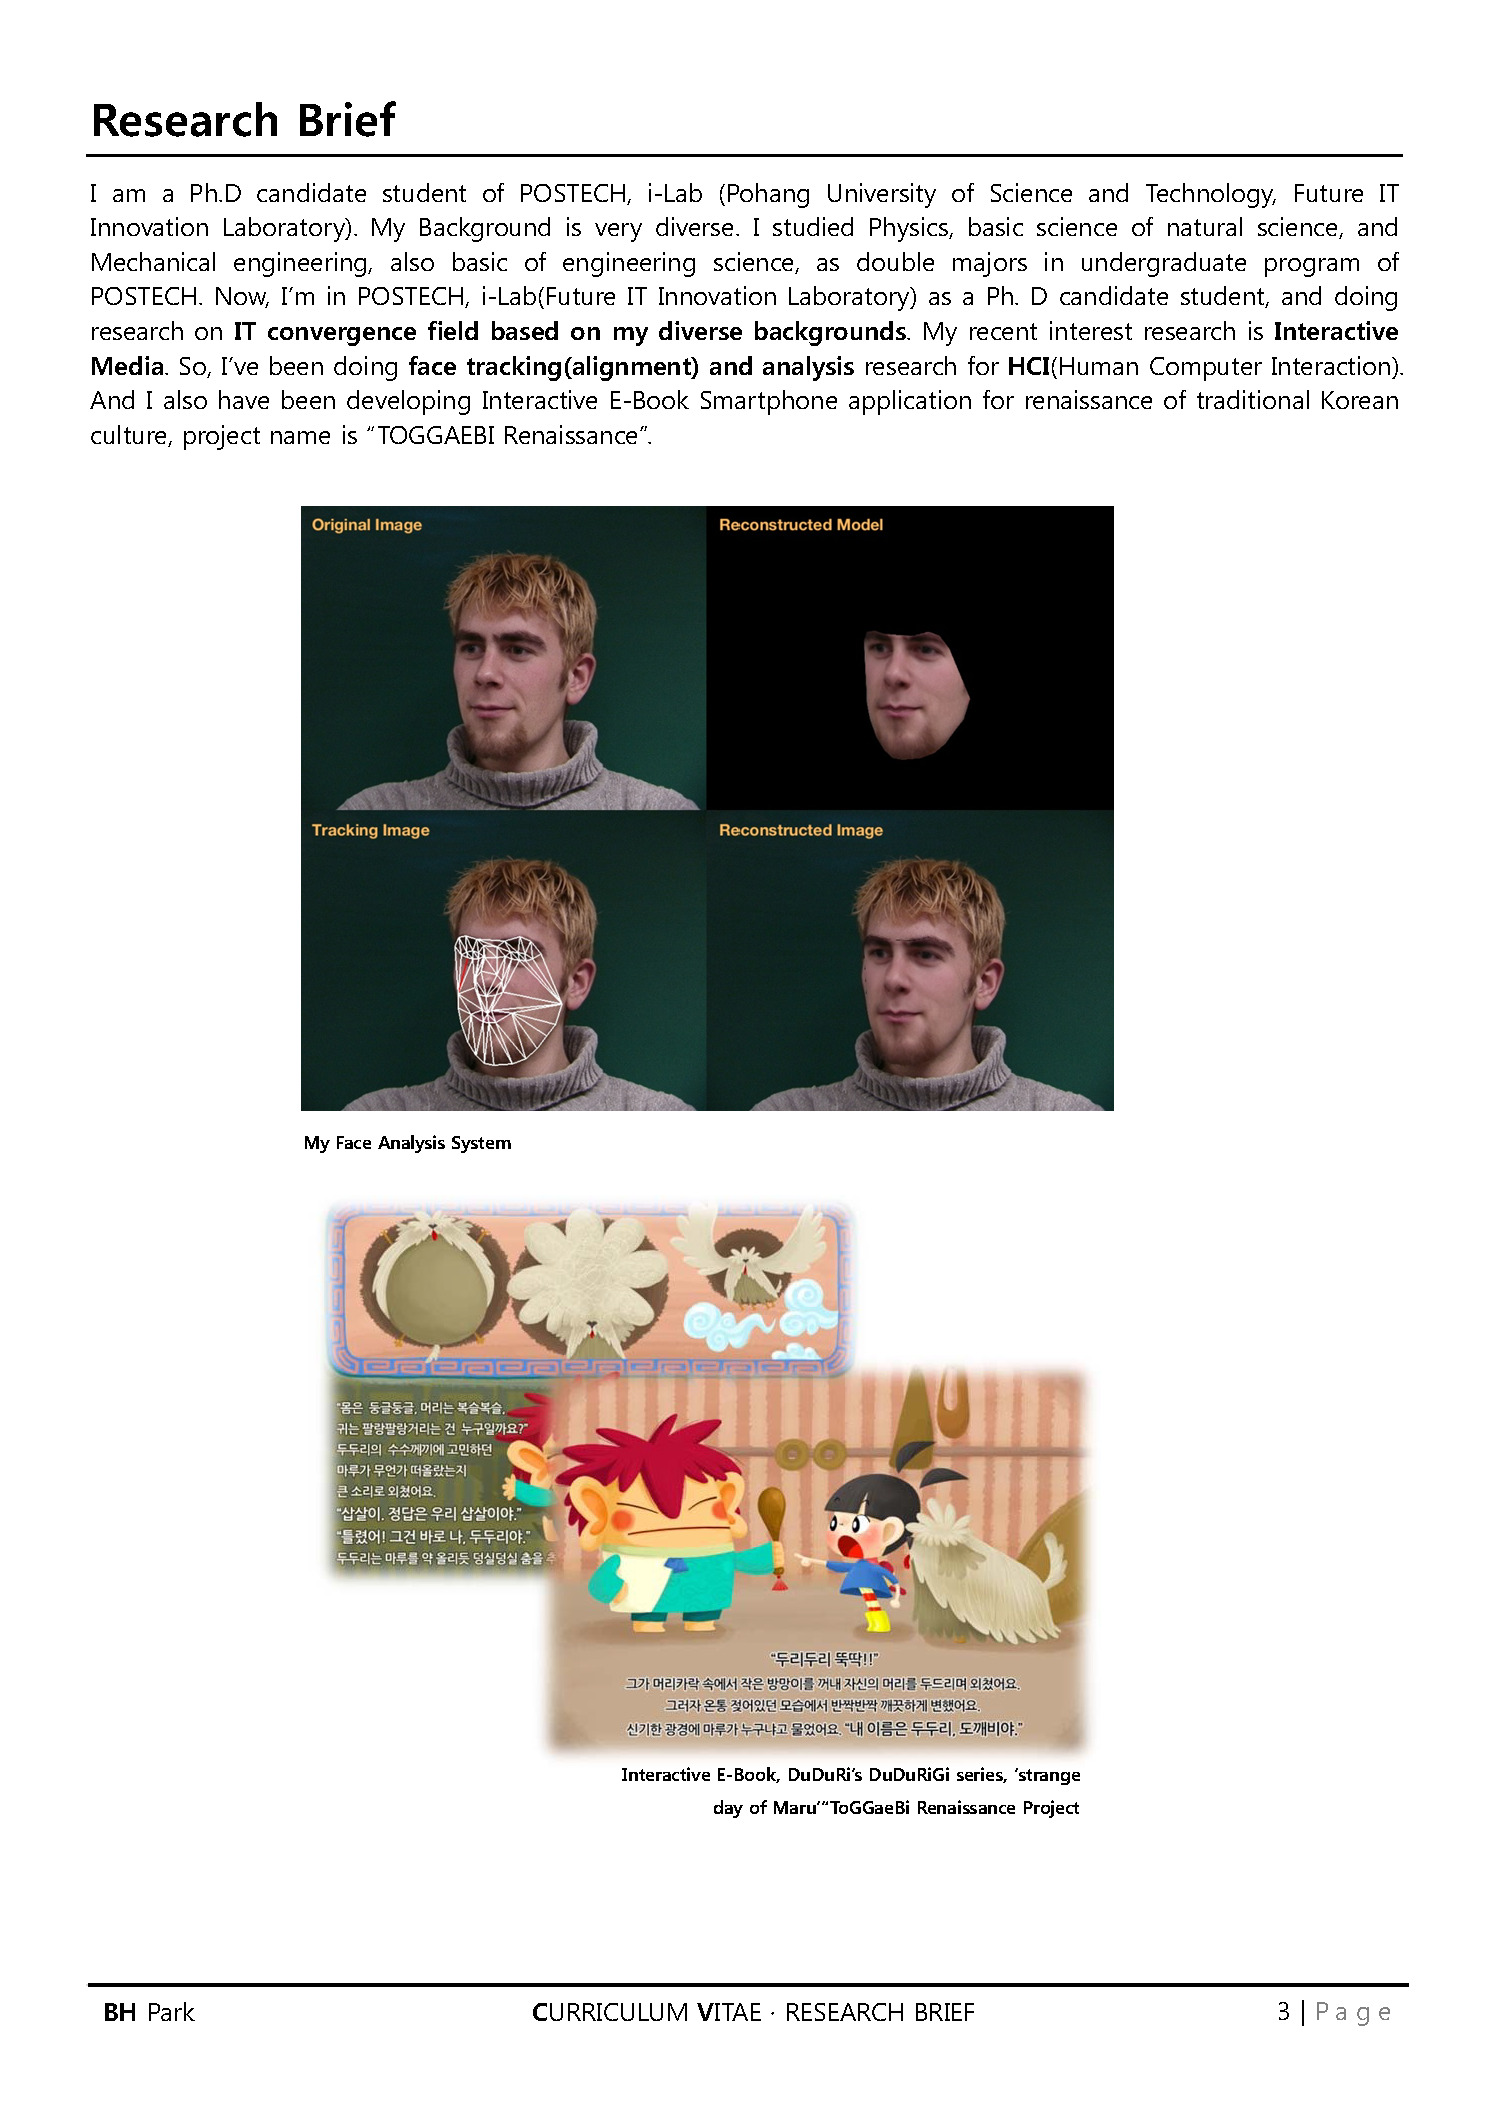 Research Brief
I am a Ph.D candidate student of POSTECH, i-Lab (Pohang University of Science and Technology, Future IT
Innovation Laboratory). My Background is very diverse. I studied Physics, basic science of natural science, and
Mechanical engineering, also basic of engineering science, as double majors in undergraduate program of
POSTECH. Now, I'm in POSTECH, i-Lab(Future IT Innovation Laboratory) as a Ph. D candidate student, and doing
research on IT convergence field based on my diverse backgrounds. My recent interest research is Interactive
Media. So, I've been doing face tracking(alignment) and analysis research for HCI(Human Computer Interaction).
And I also have been developing Interactive E-Book Smartphone application for renaissance of traditional Korean
culture, project name is “TOGGAEBI Renaissance”.
Original Image
Reconstructed Model
Tracking Image
Reconstructed Image
My Face Analysis System
“몸은 둥글둥글, 머리는 복슬복슬,
귀는 팔랑팔랑거리는 건 누구일까요?”
두두리의 수수께끼에 고민하던
마루가 무언가 떠올랐는지
큰 소리로 외쳤어요.
“삽살이. 정답은 우리 삽살이야.”
“틀렸어! 그건 바로 나, 두두리야.”
두두리는 마루를 약 올리듯 덩실덩실 춤을 추
“두리두리 뚝딱!!”
그가 머리카락 속에서 작은 방망이를 꺼내 자신의 머리를 두드리며 외쳤어요.
그러자 온통 젖어있던 모습에서 반짝반짝 깨끗하게 변했어요.
신기한 광경에 마루가 누구냐고 물었어요. “내 이름은 두두리, 도깨비야.”
Interactive E-Book, DuDuRi's DuDuRiGi series, ‘strange
day of Maru’“ToGGaeBi Renaissance Project
BH Park
CURRICULUM VITAE · RESEARCH BRIEF
3 | Page